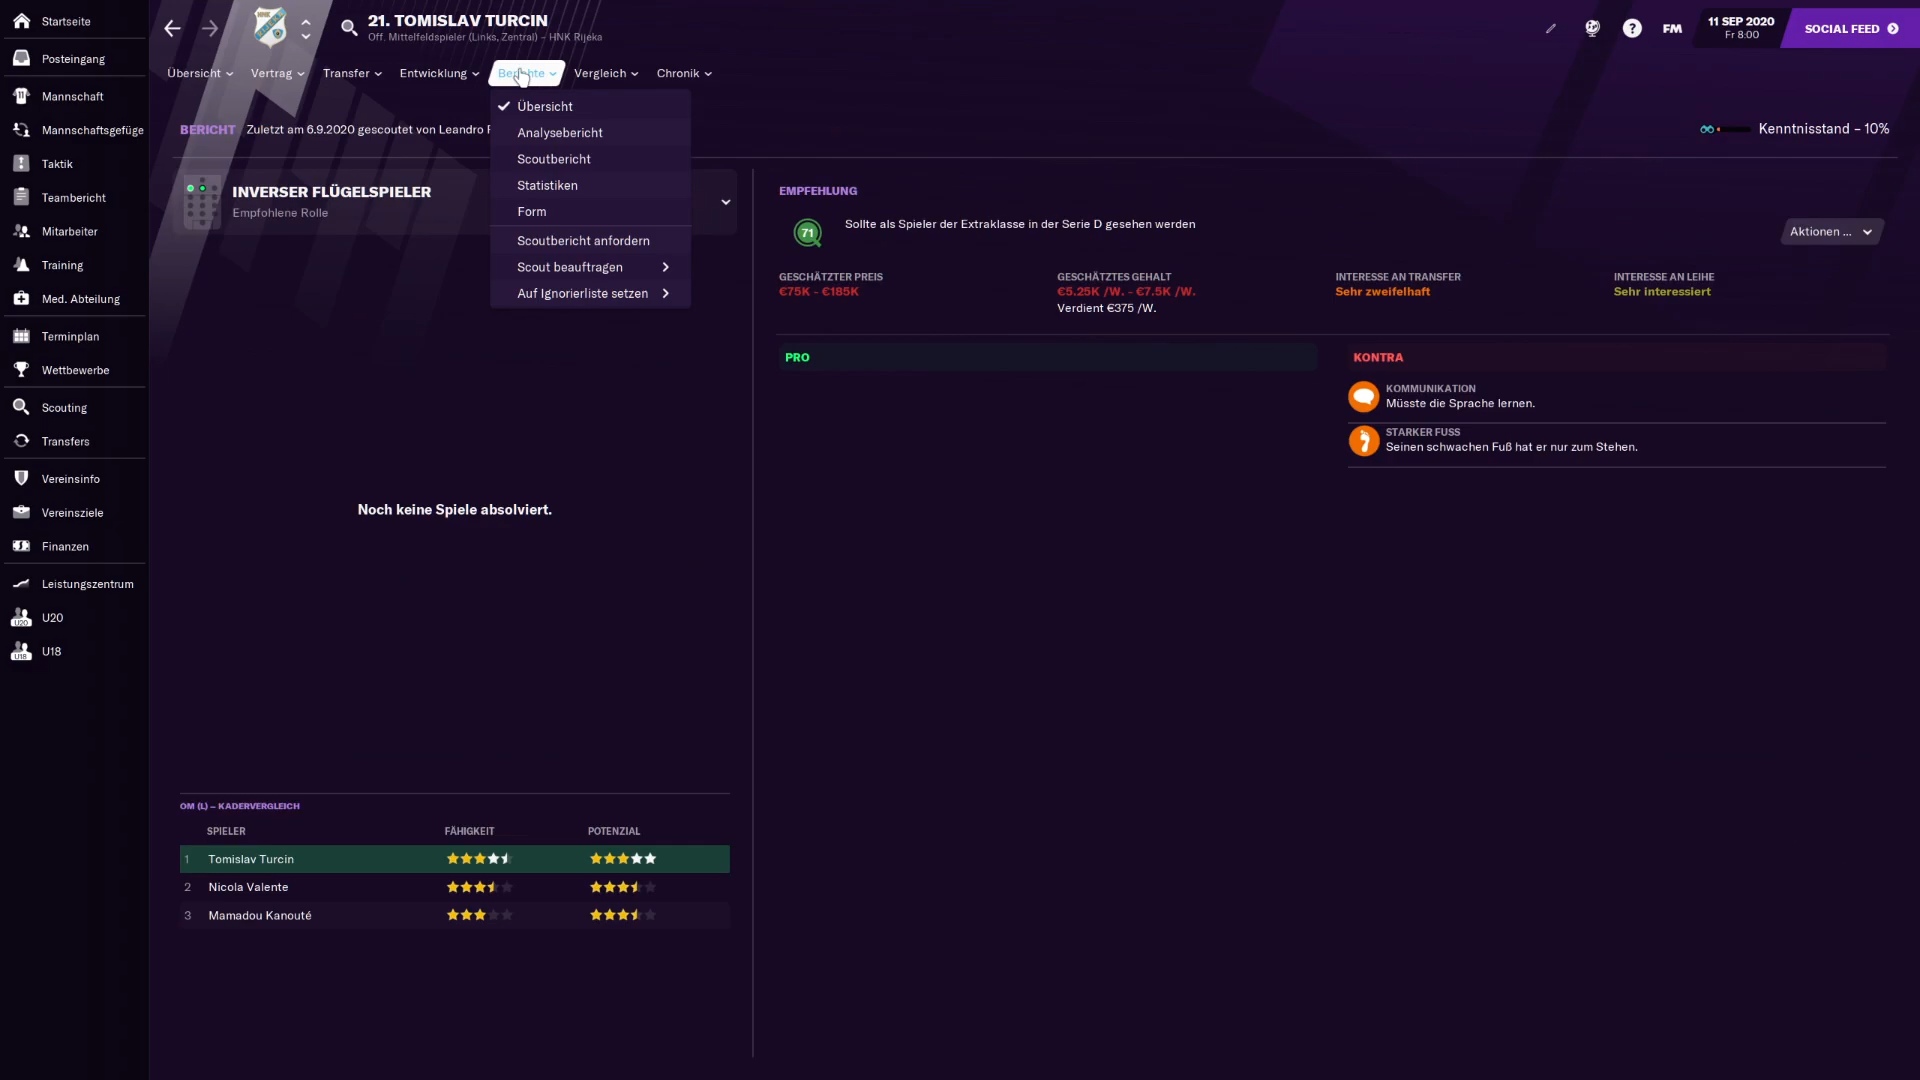 Startseite
Posteingang
Mannschaft
Mannschaftsgefüge
Taktik
Teambericht
Mitarbeiter
Training
Med. Abteilung
Terminplan
Wettbewerbe
Scouting
Transfers
Vereinsinfo
Vereinsziele
Finanzen
Leistungszentrum
U20
U18
21. TOMISLAV TURCIN
Off. Mittelfeldspieler (Links, Zentral) - HNK Rijeka
FM
11 SEP 2020
Fr 8:00
SOCIAL FEED
Übersicht Vertrag Transfer Entwicklung Berichte Vergleich Chronik
Übersicht
Analysebericht
Scoutbericht
Statistiken
Form
Scoutbericht anfordern
Scout beauftragen
Auf Ignorierliste setzen
BERICHT Zuletzt am 6.9.2020 gescoutet von Leandro
Kenntnisstand - 10%
INVERSER FLÜGELSPIELER
Empfohlene Rolle
Noch keine Spiele absolviert.
OM (L) - KADERVERGLEICH
SPIELER FÄHIGKEIT POTENZIAL
1 Tomislav Turcin
2 Nicola Valente
3 Mamadou Kanouté
EMPFEHLUNG
71 Sollte als Spieler der Extraklasse in der Serie D gesehen werden
Aktionen ...
GESCHÄTZTER PREIS
€75K - €185K
GESCHÄTZTES GEHALT
€5.25K /W. - €7.5K /W.
Verdient €375 /W.
INTERESSE AN TRANSFER
Sehr zweifelhaft
INTERESSE AN LEIHE
Sehr interessiert
PRO
KONTRA
KOMMUNIKATION
Müsste die Sprache lernen.
STARKER FUSS
Seinen schwachen Fuß hat er nur zum Stehen.